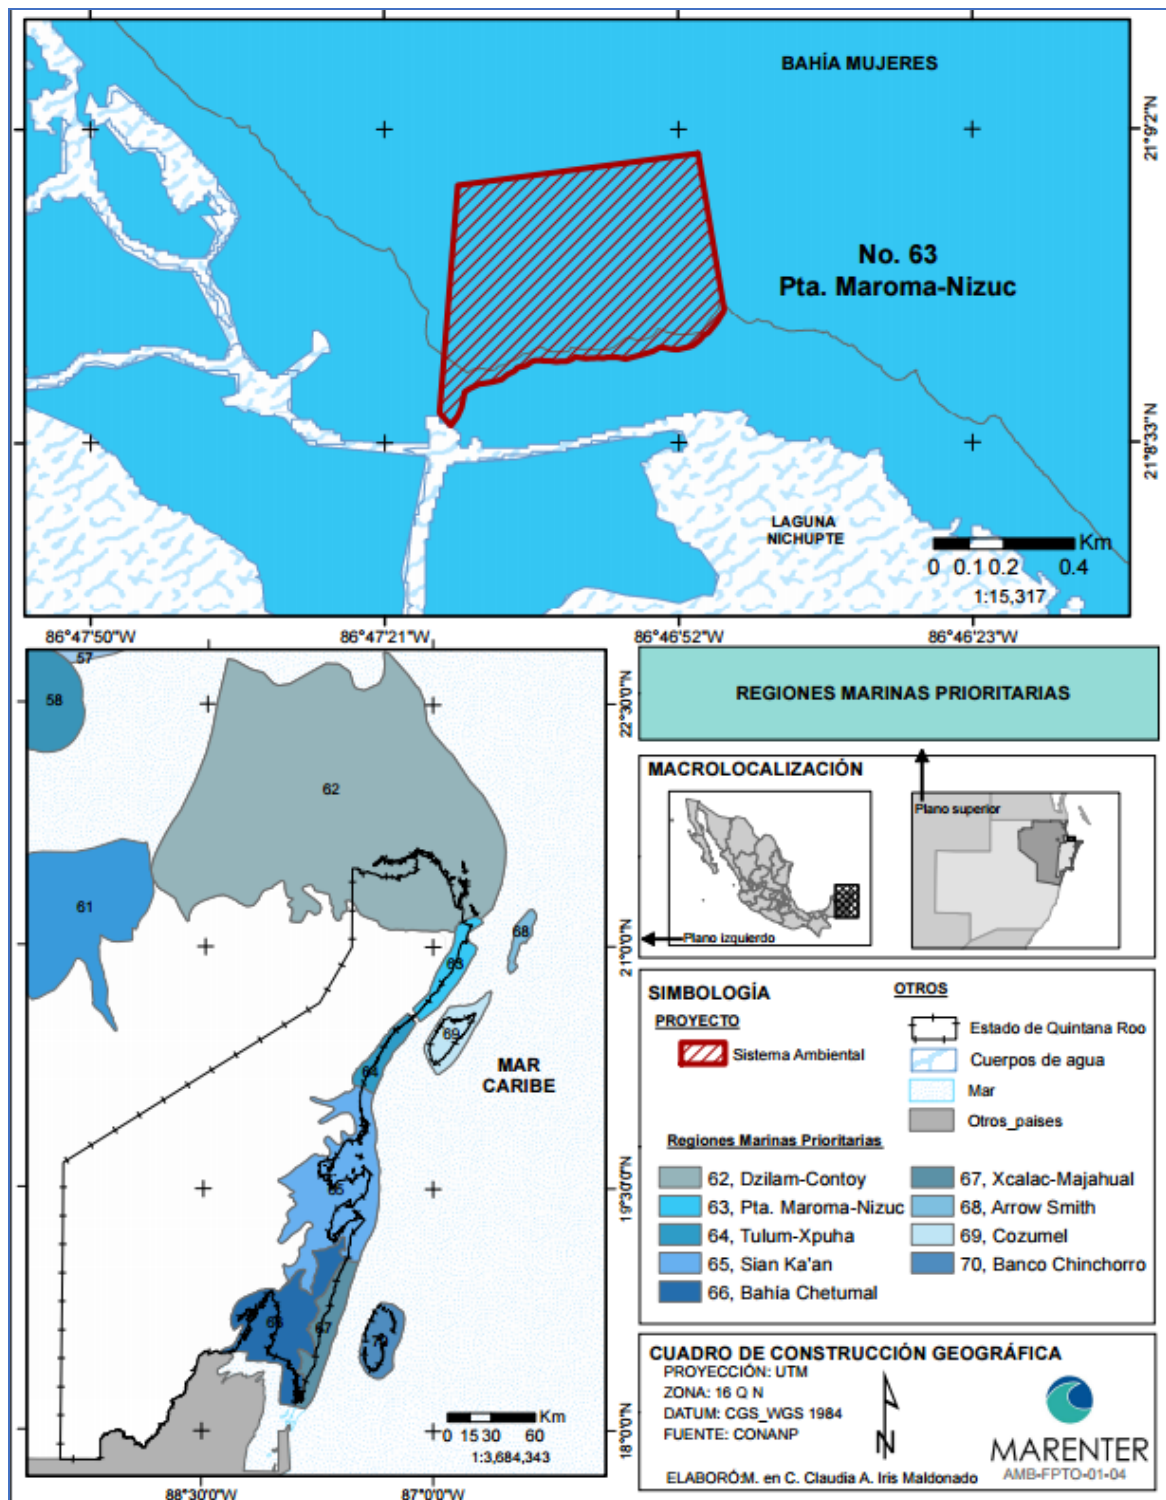 BAHÍA MUJERES
No. 63
Pta. Maroma-Nizuc
LAGUNA
NICHUPTE
Km
0 0.1 0.2 0.4
1:15,317
21°9'2"N
21°8'33"N
86°47'50"W 86°47'21"W 86°46'52"W 86°46'23"W
57
58
62
61
68
63
69
64
65
66
67
70
MAR
CARIBE
Km
0 15 30 60
1:3,684,343
22°30'0"N
21°0'0"N
19°30'0"N
18°0'0"N
88°30'0"W 87°0'0"W
REGIONES MARINAS PRIORITARIAS
MACROLOCALIZACIÓN
Plano superior
Plano izquierdo
SIMBOLOGÍA
PROYECTO
Sistema Ambiental
OTROS
Estado de Quintana Roo
Cuerpos de agua
Mar
Otros_paises
Regiones Marinas Prioritarias
62, Dzilam-Contoy
63, Pta. Maroma-Nizuc
64, Tulum-Xpuha
65, Sian Ka'an
66, Bahía Chetumal
67, Xcalac-Majahual
68, Arrow Smith
69, Cozumel
70, Banco Chinchorro
CUADRO DE CONSTRUCCIÓN GEOGRÁFICA
PROYECCIÓN: UTM
ZONA: 16 Q N
DATUM: CGS_WGS 1984
FUENTE: CONANP
N
ELABORÓ:M. en C. Claudia A. Iris Maldonado
MARENTER
AMB-FPTO-01-04